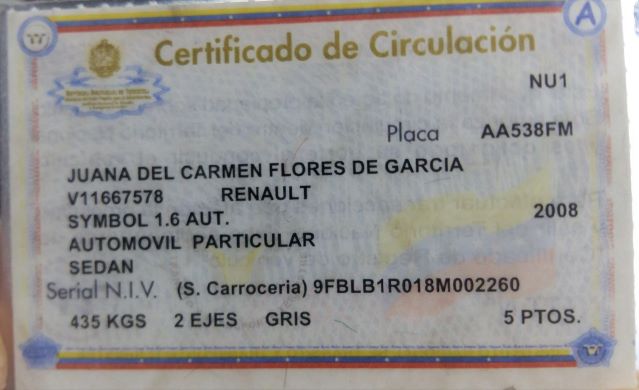 A
Certificado de Circulación
NU1
Placa AA538FM
JUANA DEL CARMEN FLORES DE GARCIA
V11667578 RENAULT
SYMBOL 1.6 AUT. 2008
AUTOMOVIL PARTICULAR
SEDAN
Serial N.I.V. (S. Carroceria) 9FBLB1R018M002260
435 KGS 2 EJES GRIS 5 PTOS.